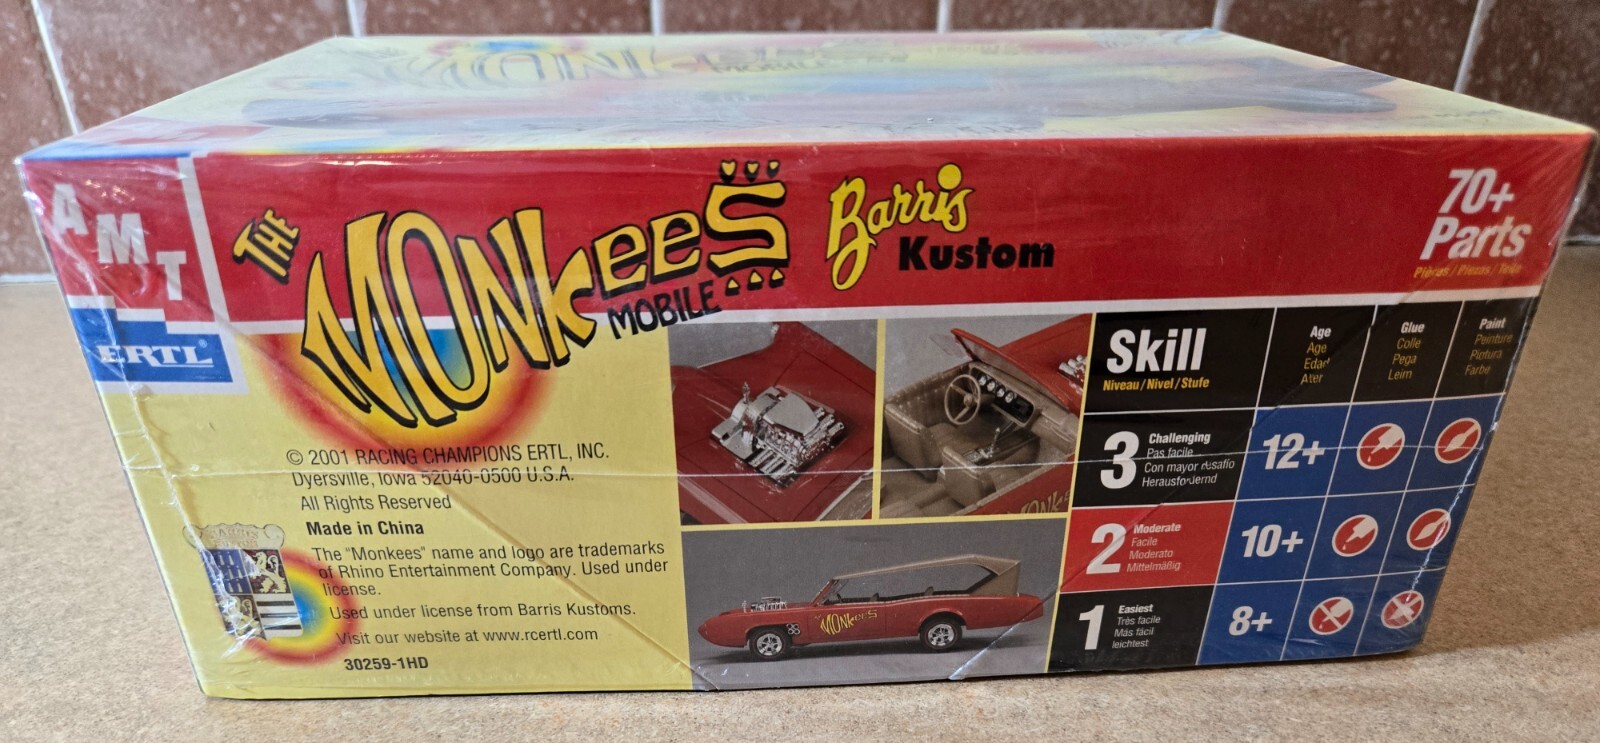 AMT
ERTL®
THE MONKEES MOBILE
Barris Kustom
70+
Parts
Pièces / Piezas / Teile
© 2001 RACING CHAMPIONS ERTL, INC.
Dyersville, Iowa 52040-0500 U.S.A.
All Rights Reserved
Made in China
The "Monkees" name and logo are trademarks
of Rhino Entertainment Company. Used under
license.
Used under license from Barris Kustoms.
Visit our website at www.rcertl.com
30259-1HD
MONKEES
Skill
Niveau / Nivel / Stufe
Age
Age
Edad
Alter
Glue
Colle
Pega
Leim
Paint
Peinture
Pintura
Farbe
3
Challenging
Pas facile
Con mayor desafio
Herausfordernd
12+
2
Moderate
Facile
Moderato
Mittelmäßig
10+
1
Easiest
Très facile
Más fácil
leichtest
8+